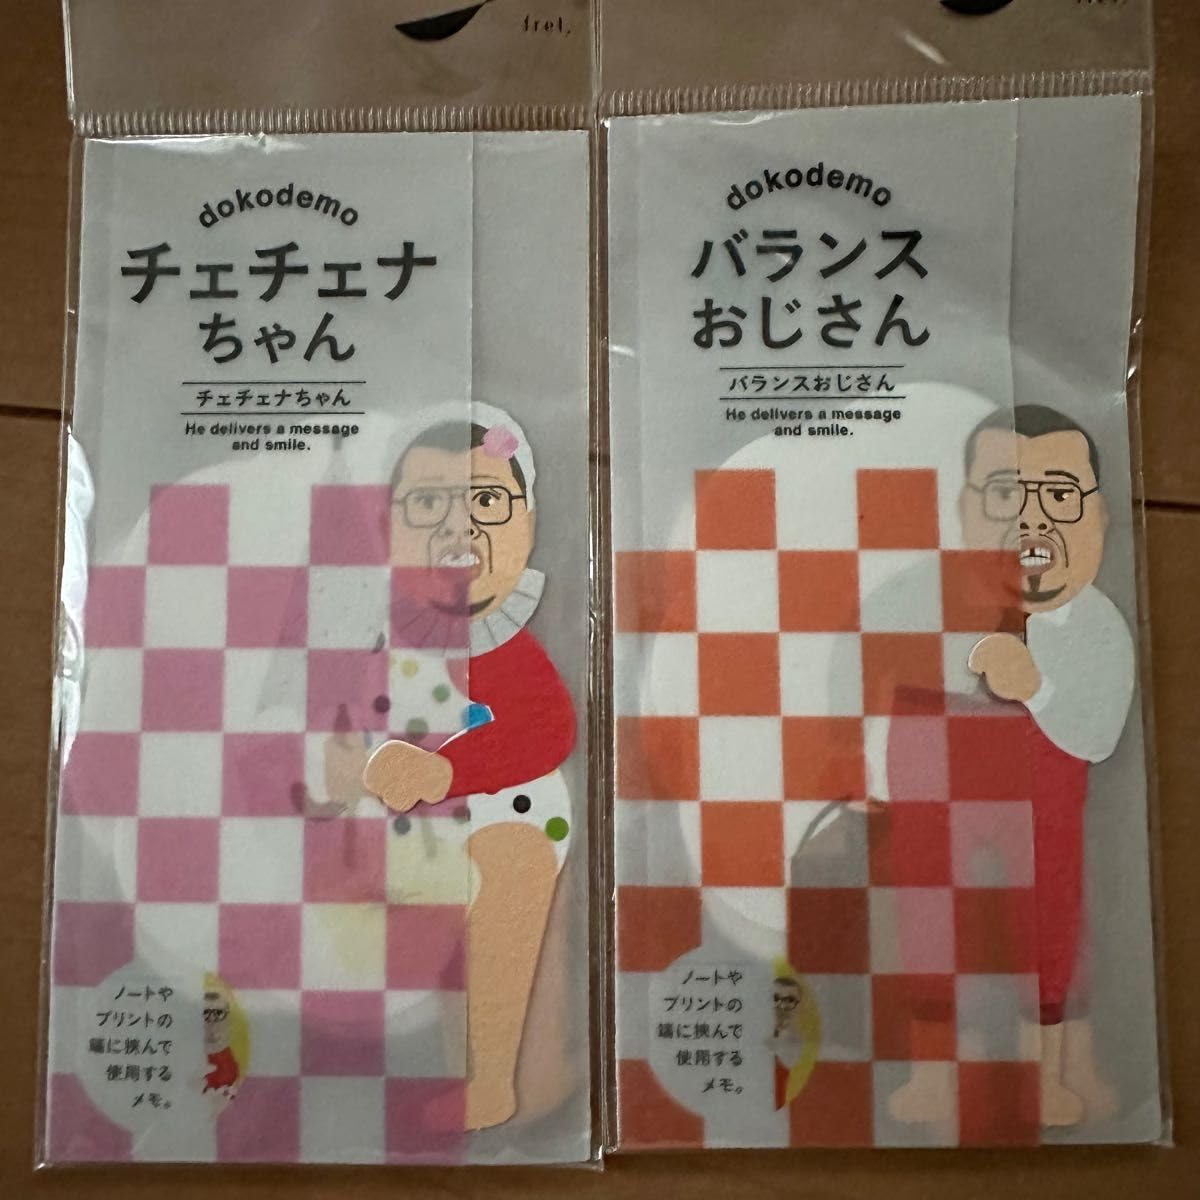 fret,
dokodemo
チェチェナ
ちゃん
チェチェナちゃん
He delivers a message
and smile.
ノートや
プリントの
端に挟んで
使用する
メモ。
fret,
dokodemo
バランス
おじさん
バランスおじさん
He delivers a message
and smile.
ノートや
プリントの
端に挟んで
使用する
メモ。